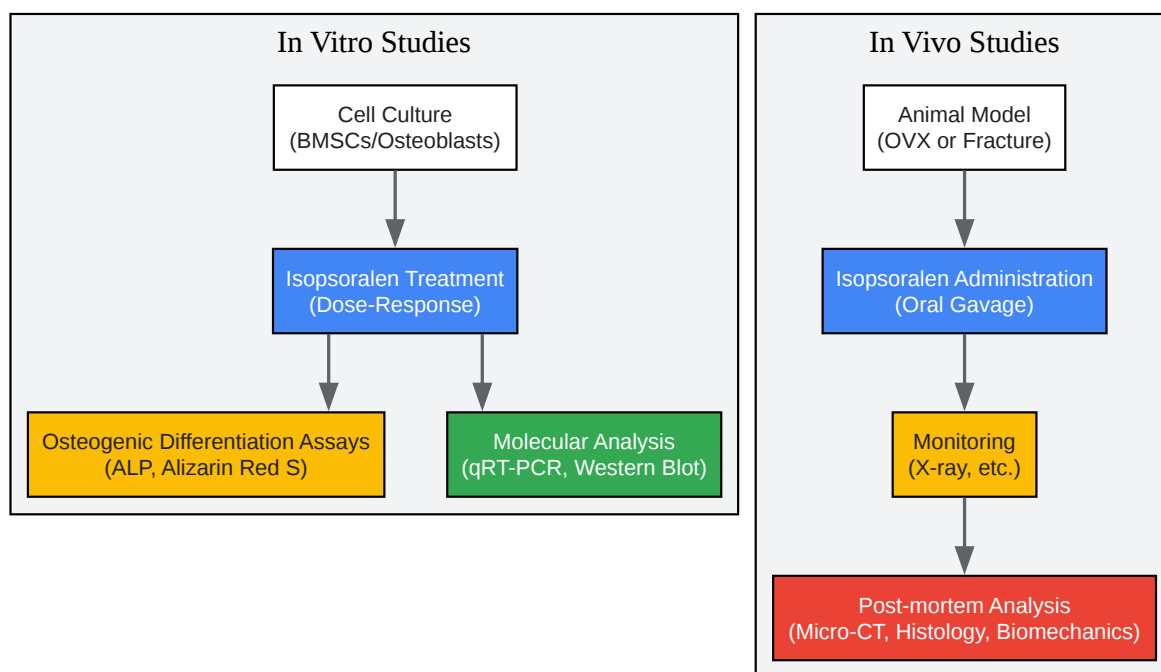 In Vitro Studies
Cell Culture
(BMSCs/Osteoblasts)
Isopsoralen Treatment
(Dose-Response)
Osteogenic Differentiation Assays
(ALP, Alizarin Red S)
Molecular Analysis
(qRT-PCR, Western Blot)
In Vivo Studies
Animal Model
(OVX or Fracture)
Isopsoralen Administration
(Oral Gavage)
Monitoring
(X-ray, etc.)
Post-mortem Analysis
(Micro-CT, Histology, Biomechanics)